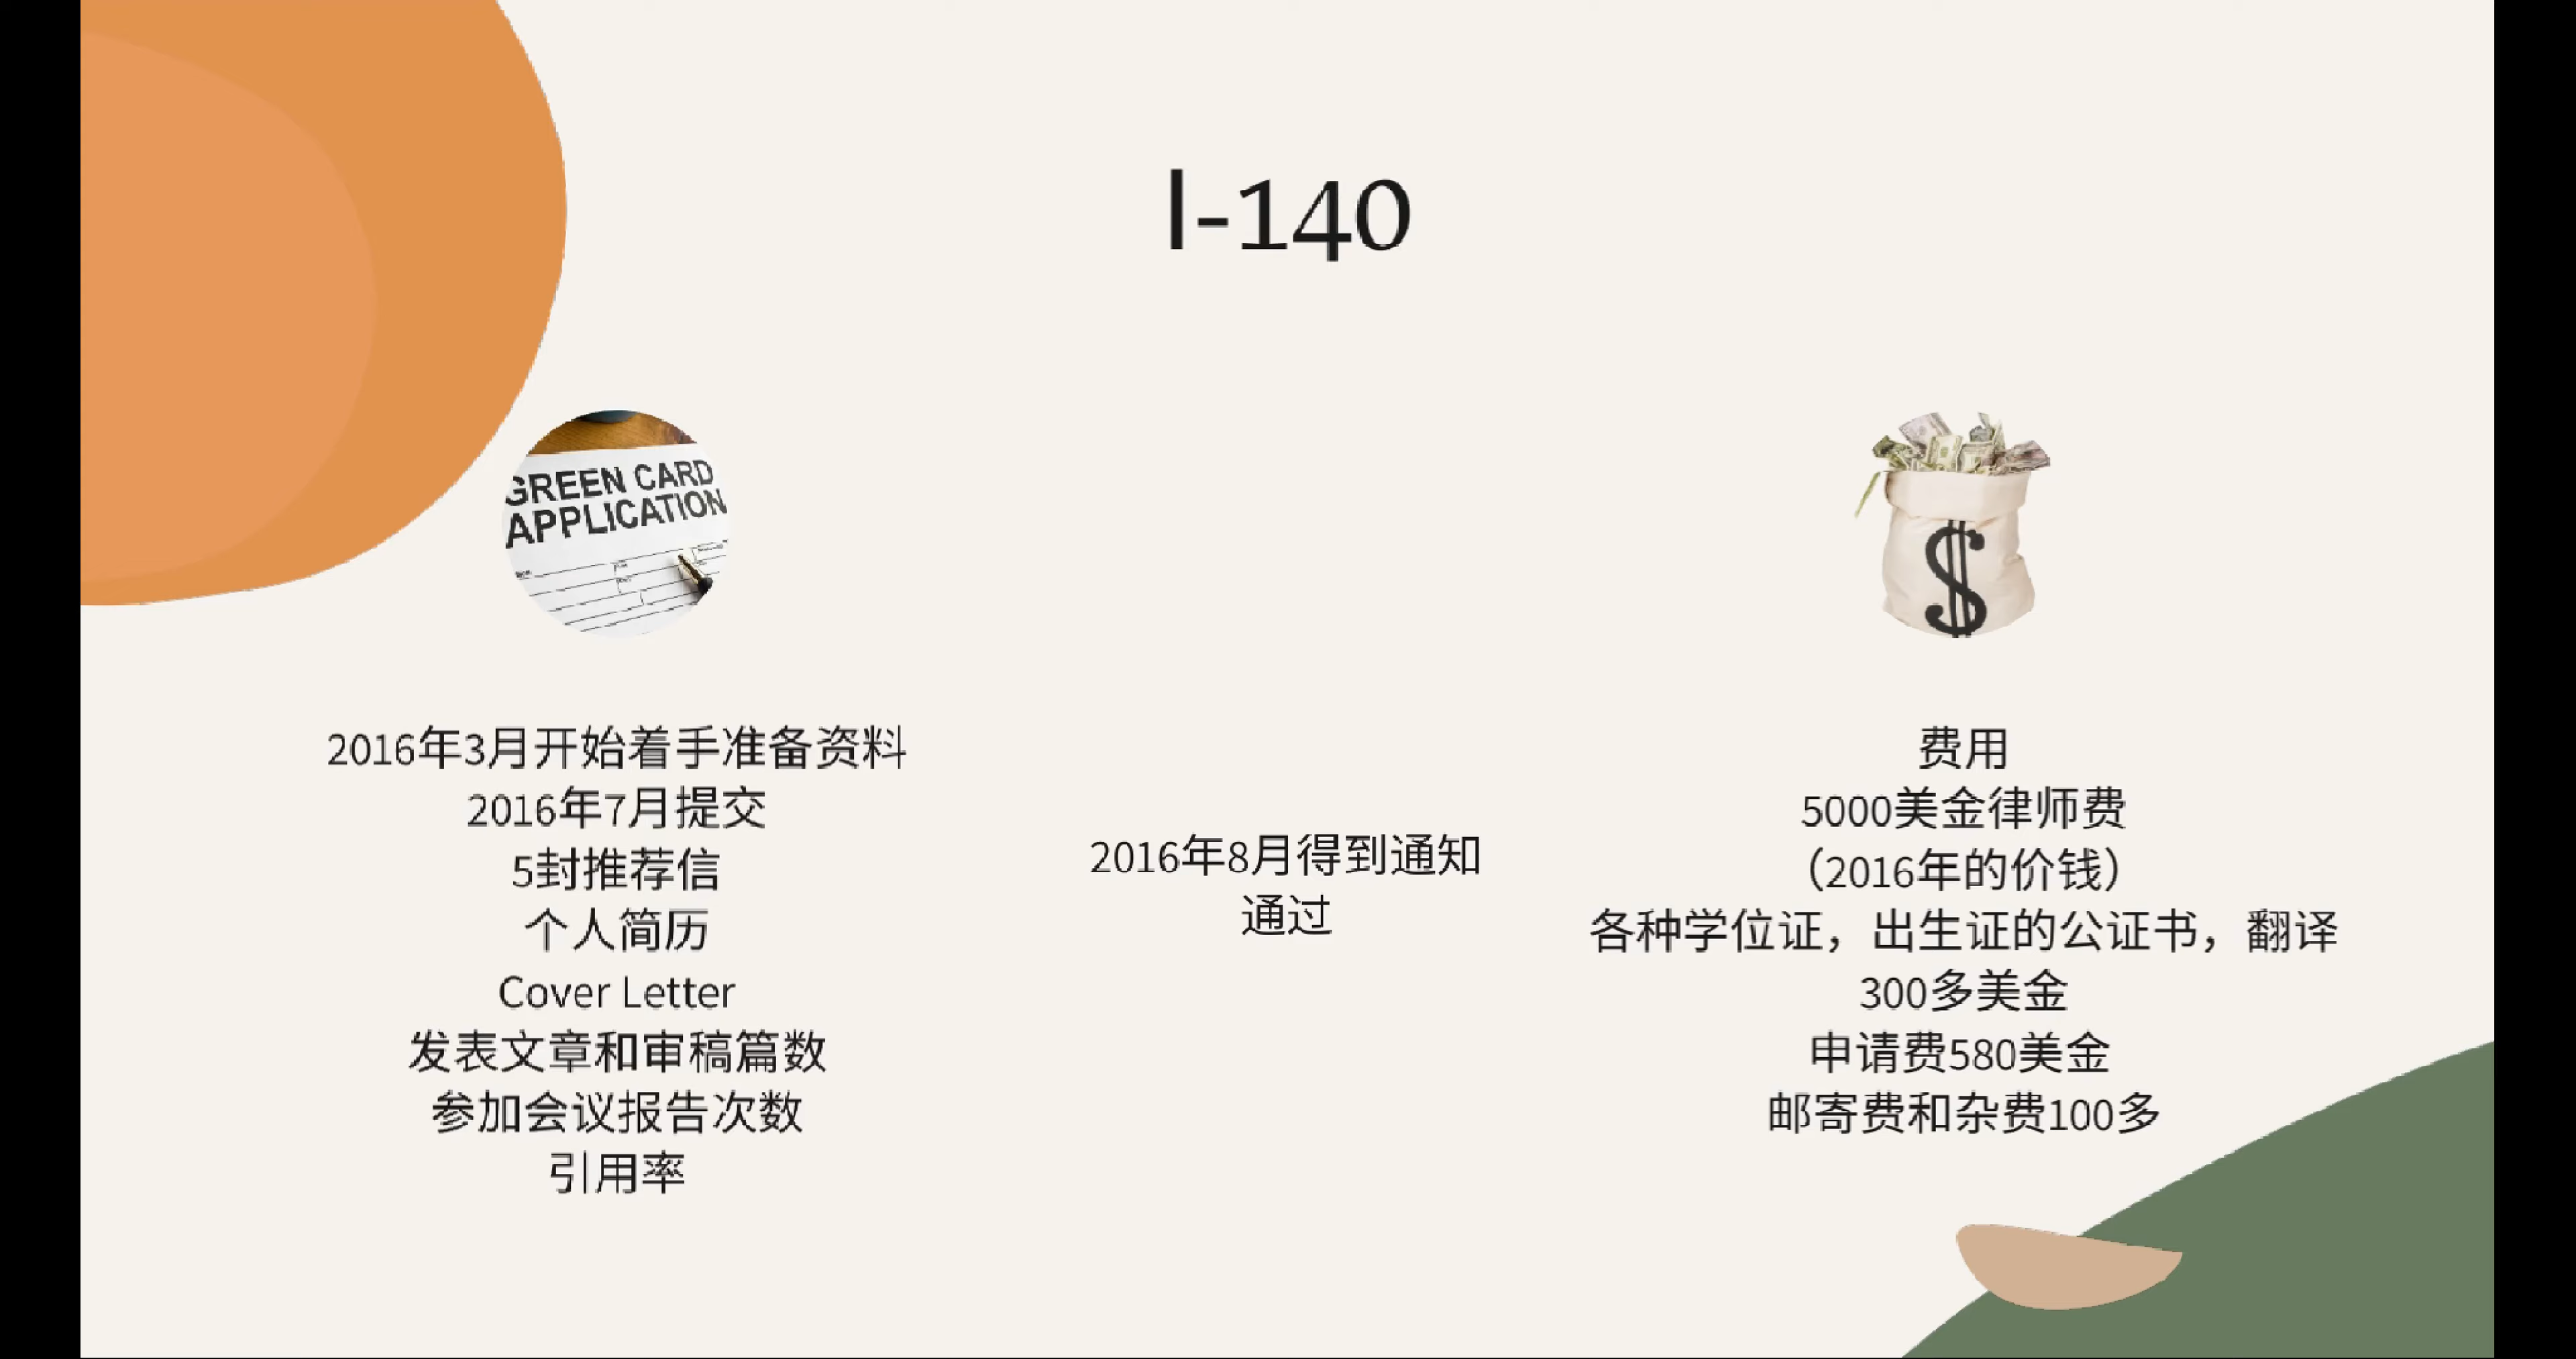 I-140
GREEN CARD
APPLICATION
2016年3月开始着手准备资料
2016年7月提交
5封推荐信
个人简历
Cover Letter
发表文章和审稿篇数
参加会议报告次数
引用率
2016年8月得到通知
通过
$
费用
5000美金律师费
（2016年的价钱）
各种学位证，出生证的公证书，翻译
300多美金
申请费580美金
邮寄费和杂费100多